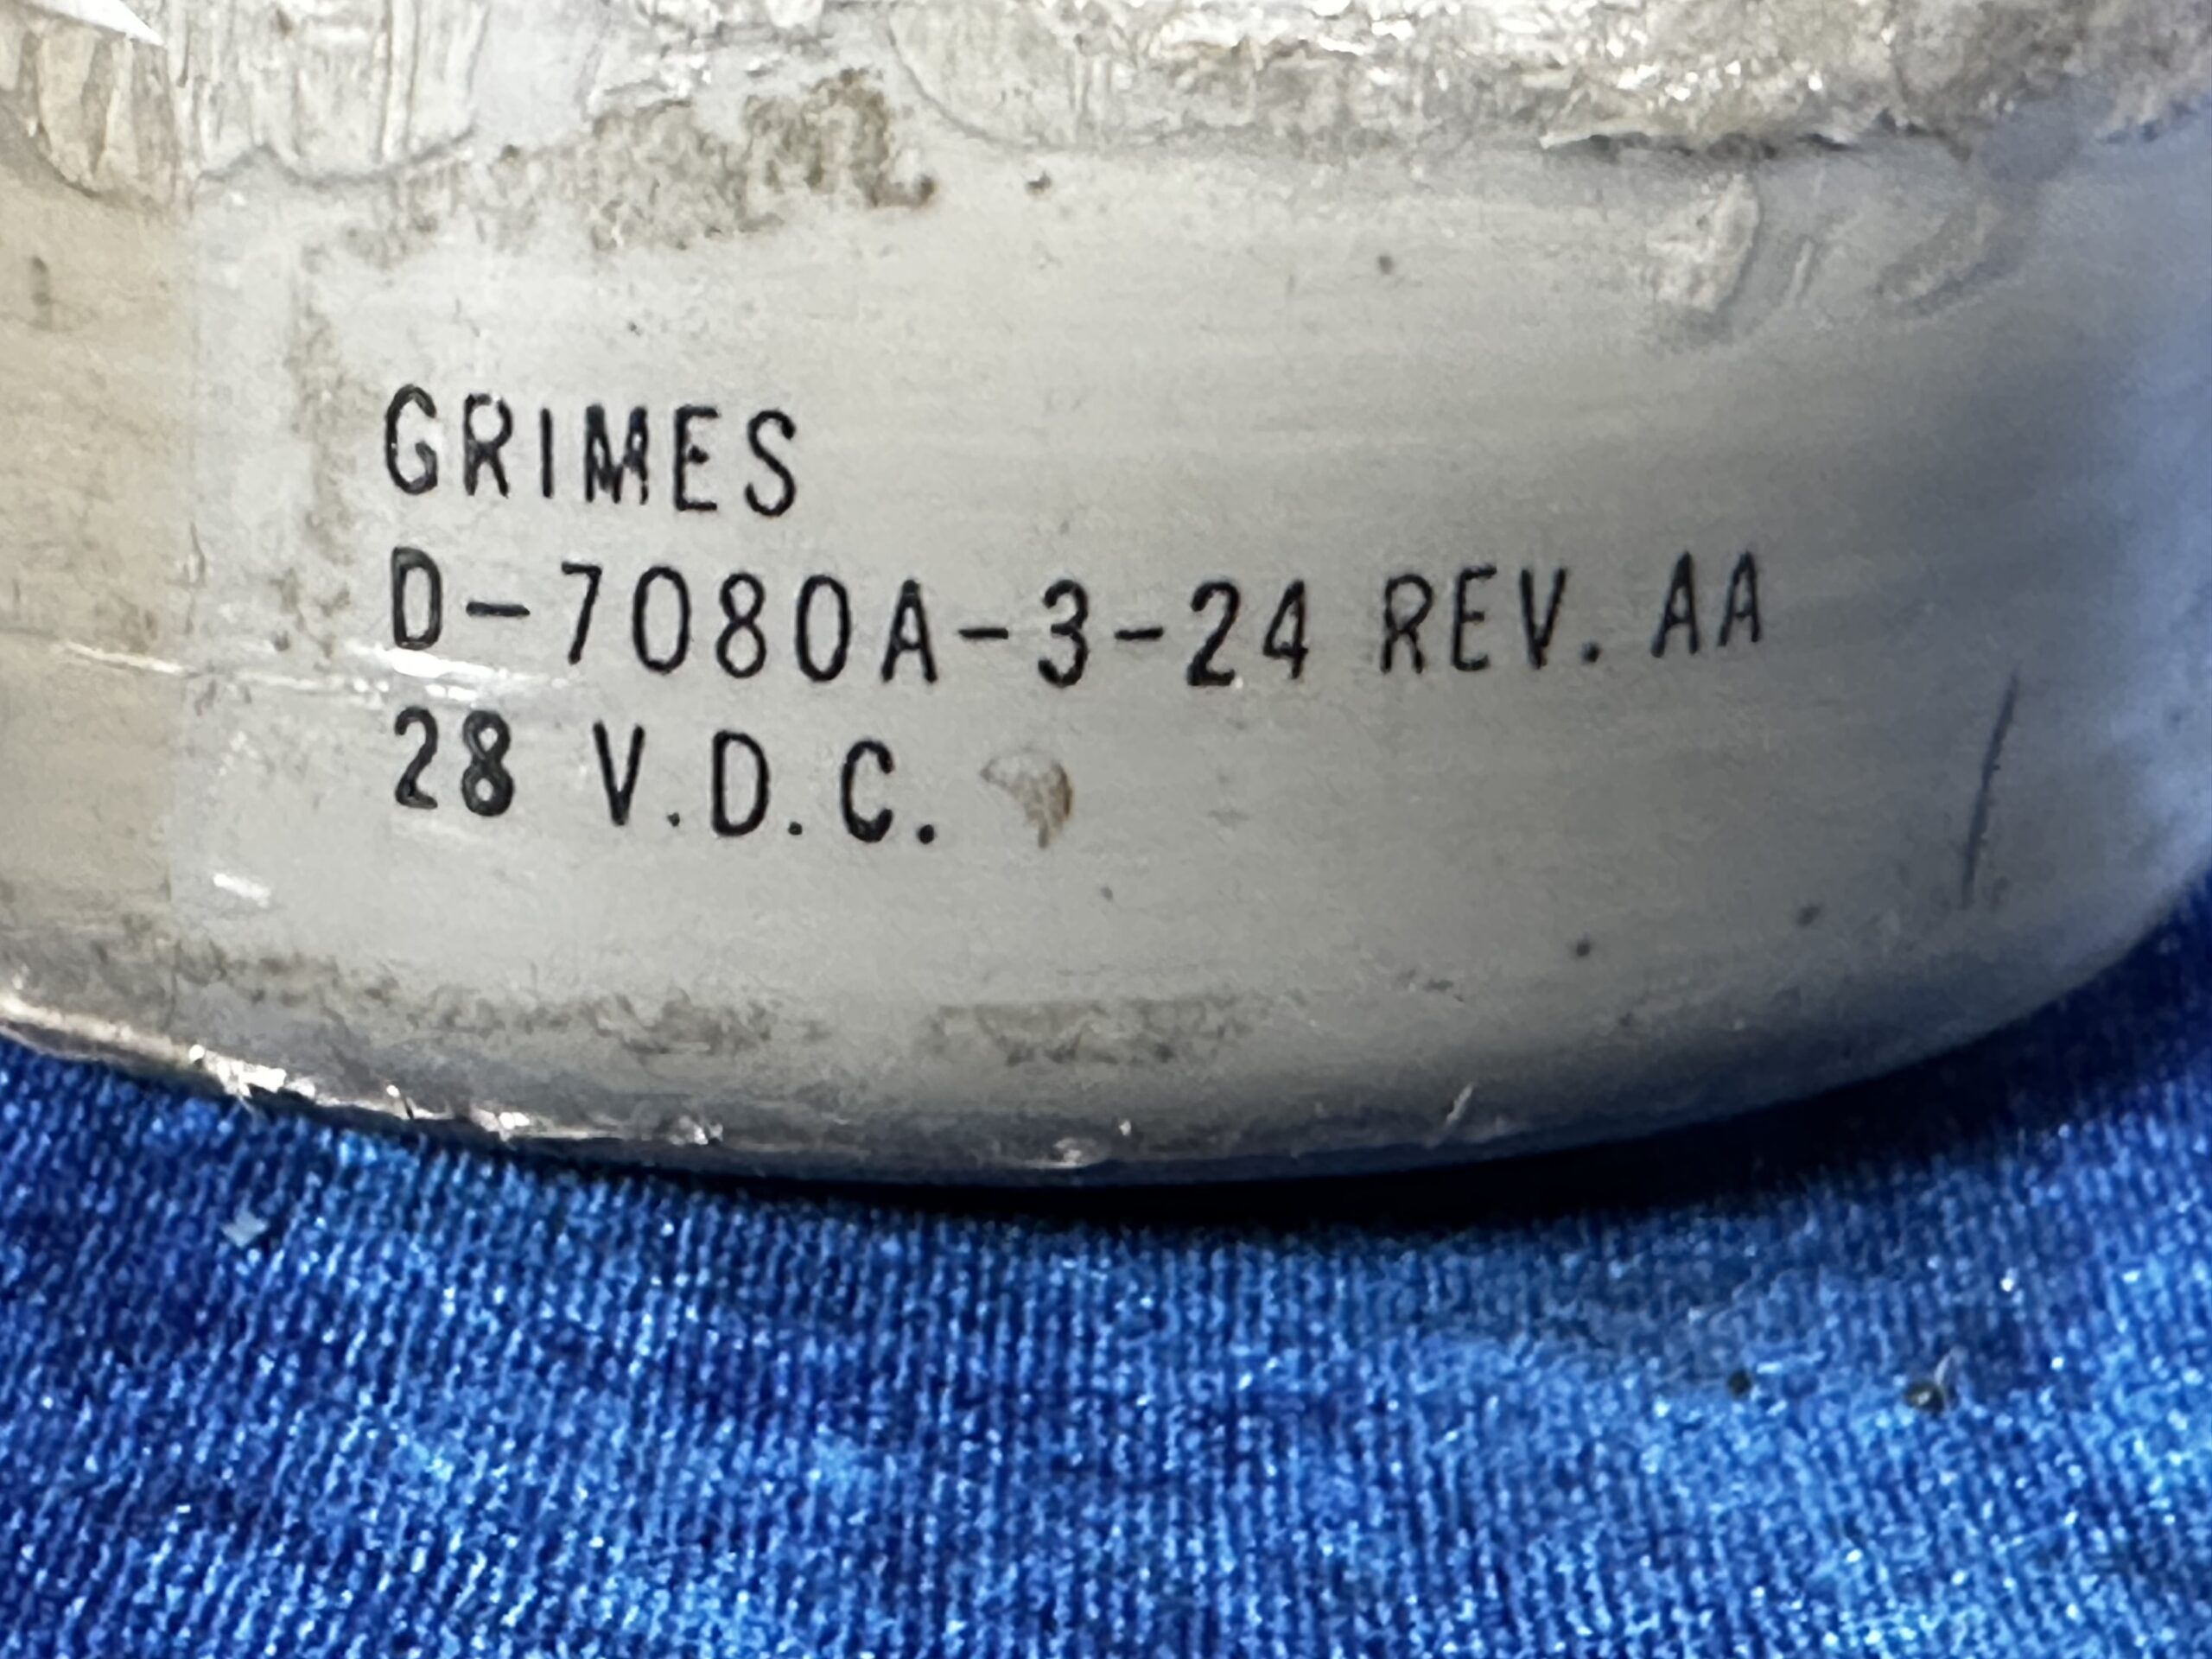 GRIMES
D-7080A-3-24 REV. AA
28 V.D.C.